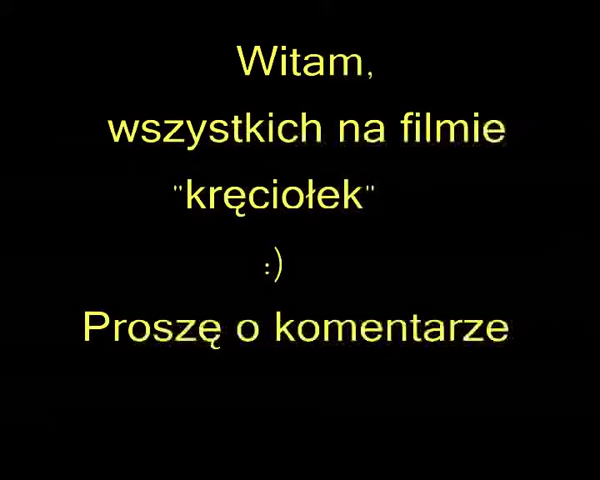 Witam,
wszystkich na filmie
"kręciołek"
:)
Proszę o komentarze